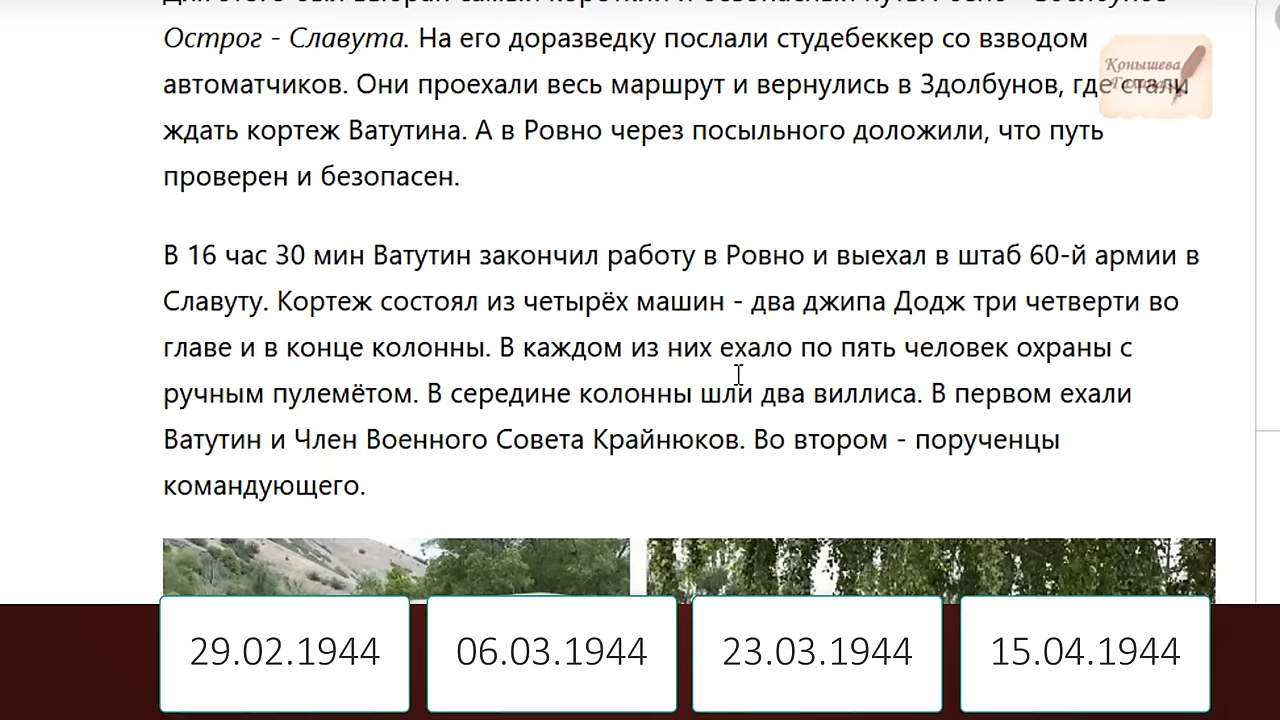 Острог - Славута. На его доразведку послали студебеккер со взводом
автоматчиков. Они проехали весь маршрут и вернулись в Здолбунов, где стали
ждать кортеж Ватутина. А в Ровно через посыльного доложили, что путь
проверен и безопасен.
В 16 час 30 мин Ватутин закончил работу в Ровно и выехал в штаб 60-й армии в
Славуту. Кортеж состоял из четырёх машин - два джипа Додж три четверти во
главе и в конце колонны. В каждом из них ехало по пять человек охраны с
ручным пулемётом. В середине колонны шли два виллиса. В первом ехали
Ватутин и Член Военного Совета Крайнюков. Во втором - порученцы
командующего.
Конышева
29.02.1944
06.03.1944
23.03.1944
15.04.1944